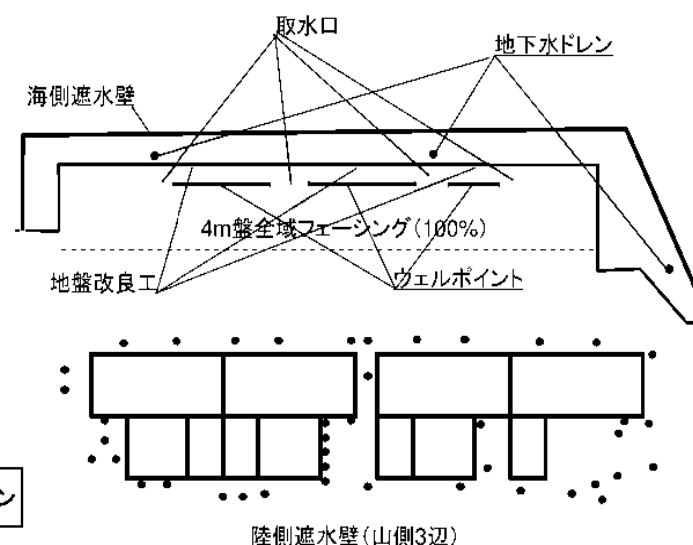 取水口
地下水ドレン
海側遮水壁
4m盤全域フェーシング(100%)
地盤改良工
ウェルポイント
ン
陸側遮水壁(山側3辺)